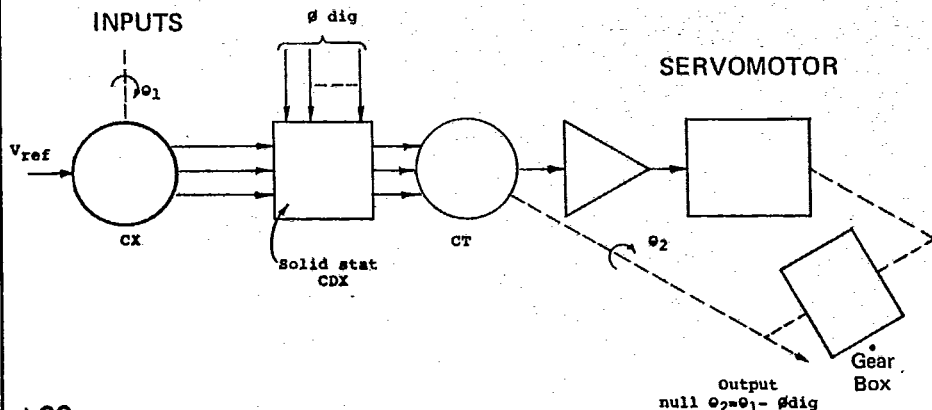 INPUTS
ø dig
SERVOMOTOR
θ1
Vref
CX
CT
θ2
Solid stat
CDX
Gear
Box
Output
null θ2=θ1- ødig